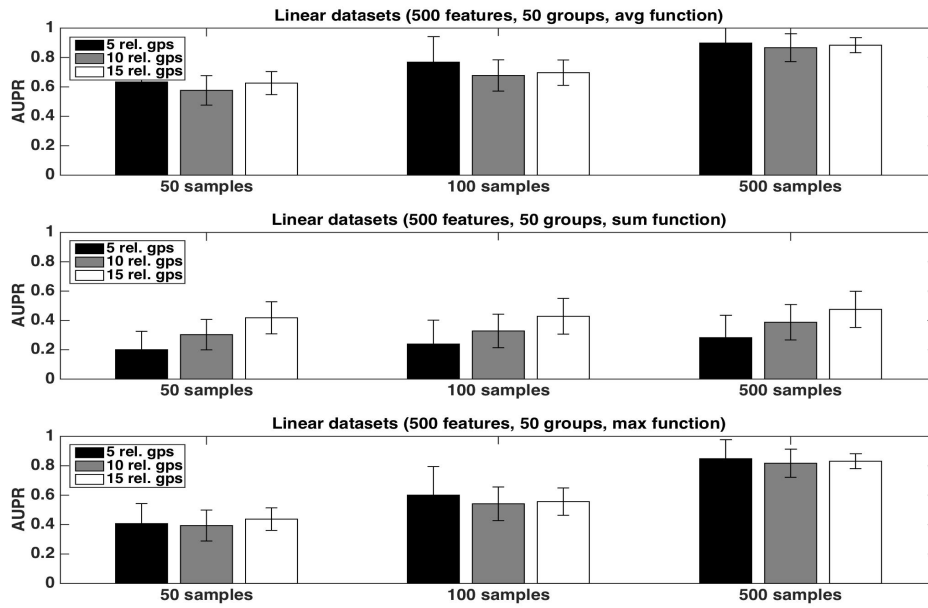 Linear datasets (500 features, 50 groups, avg function)
1
0.8
0.6
0.4
0.2
0
AUPR
5 rel. gps
10 rel. gps
15 rel. gps
50 samples
100 samples
500 samples
Linear datasets (500 features, 50 groups, sum function)
1
0.8
0.6
0.4
0.2
0
AUPR
5 rel. gps
10 rel. gps
15 rel. gps
50 samples
100 samples
500 samples
Linear datasets (500 features, 50 groups, max function)
1
0.8
0.6
0.4
0.2
0
AUPR
5 rel. gps
10 rel. gps
15 rel. gps
50 samples
100 samples
500 samples